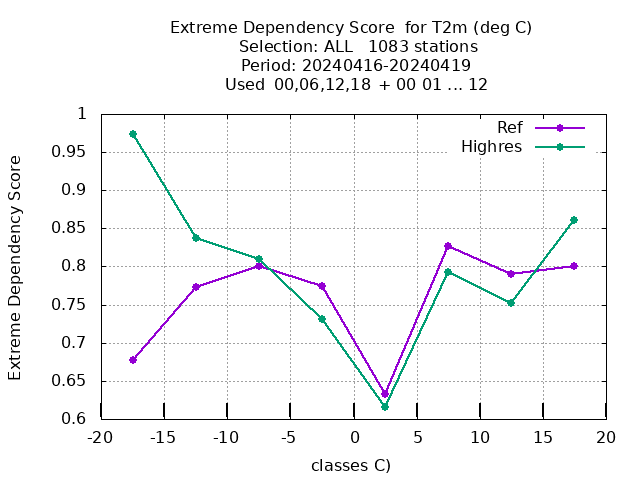 Extreme Dependency Score  for T2m (deg C)
Selection: ALL   1083 stations
Period: 20240416-20240419
Used  00,06,12,18 + 00 01 ... 12
Ref
Highres
Extreme Dependency Score
1
0.95
0.9
0.85
0.8
0.75
0.7
0.65
0.6
-20 -15 -10 -5 0 5 10 15 20
classes C)